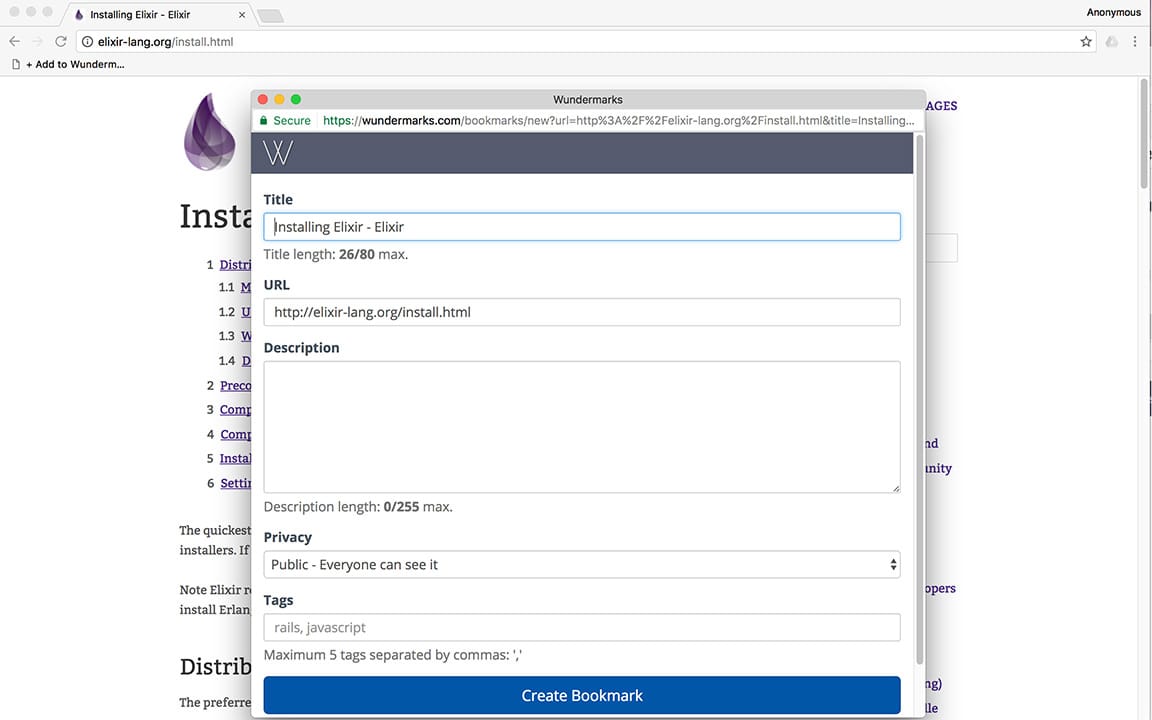 Installing Elixir - Elixir
Anonymous
elixir-lang.org/install.html
+ Add to Wunderm...
Wundermarks
Secure https://wundermarks.com/bookmarks/new?url=http%3A%2F%2Felixir-lang.org%2Finstall.html&title=Installing...
W
Title
Installing Elixir - Elixir
Title length: 26/80 max.
URL
http://elixir-lang.org/install.html
Description
Description length: 0/255 max.
Privacy
Public - Everyone can see it
Tags
rails, javascript
Maximum 5 tags separated by commas: ','
Create Bookmark
AGES
Insta
1 Distri
1.1 M
1.2 U
1.3 W
1.4 D
2 Preco
3 Comp
4 Comp
5 Instal
6 Settin
The quickest
installers. If
Note Elixir r
install Erlan
Distrib
The preferre
nd
unity
opers
ng)
lle